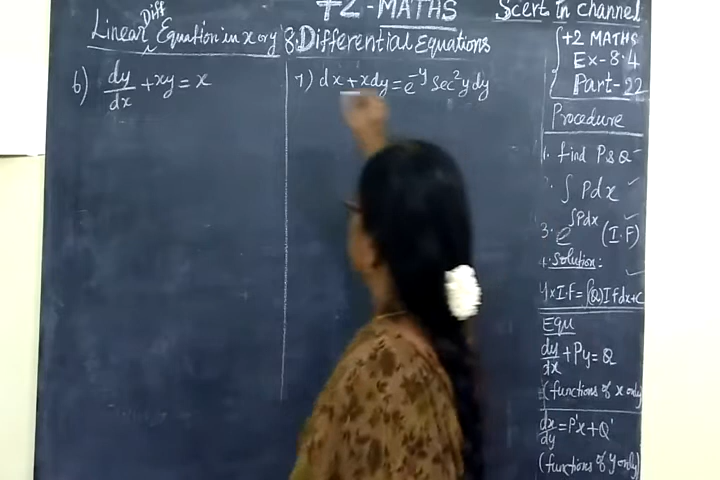 +2 - MATHS
Scert tn channel
Linear Diff Equation in x or y
8. Differential Equations
6) dy/dx + xy = x
7) dx + xdy = e^-y Sec²y dy
+2 MATHS
Ex-8.4
Part-22
Procedure
1. find P & Q
2. ∫ Pdx ✓
3. e^∫Pdx (I.F) ✓
4. Solution: ✓
y x I.F = ∫(Q) I F dx + C
Equ
dy/dx + Py = Q
(functions of x only)
dx/dy = P'x + Q'
(functions of y only)